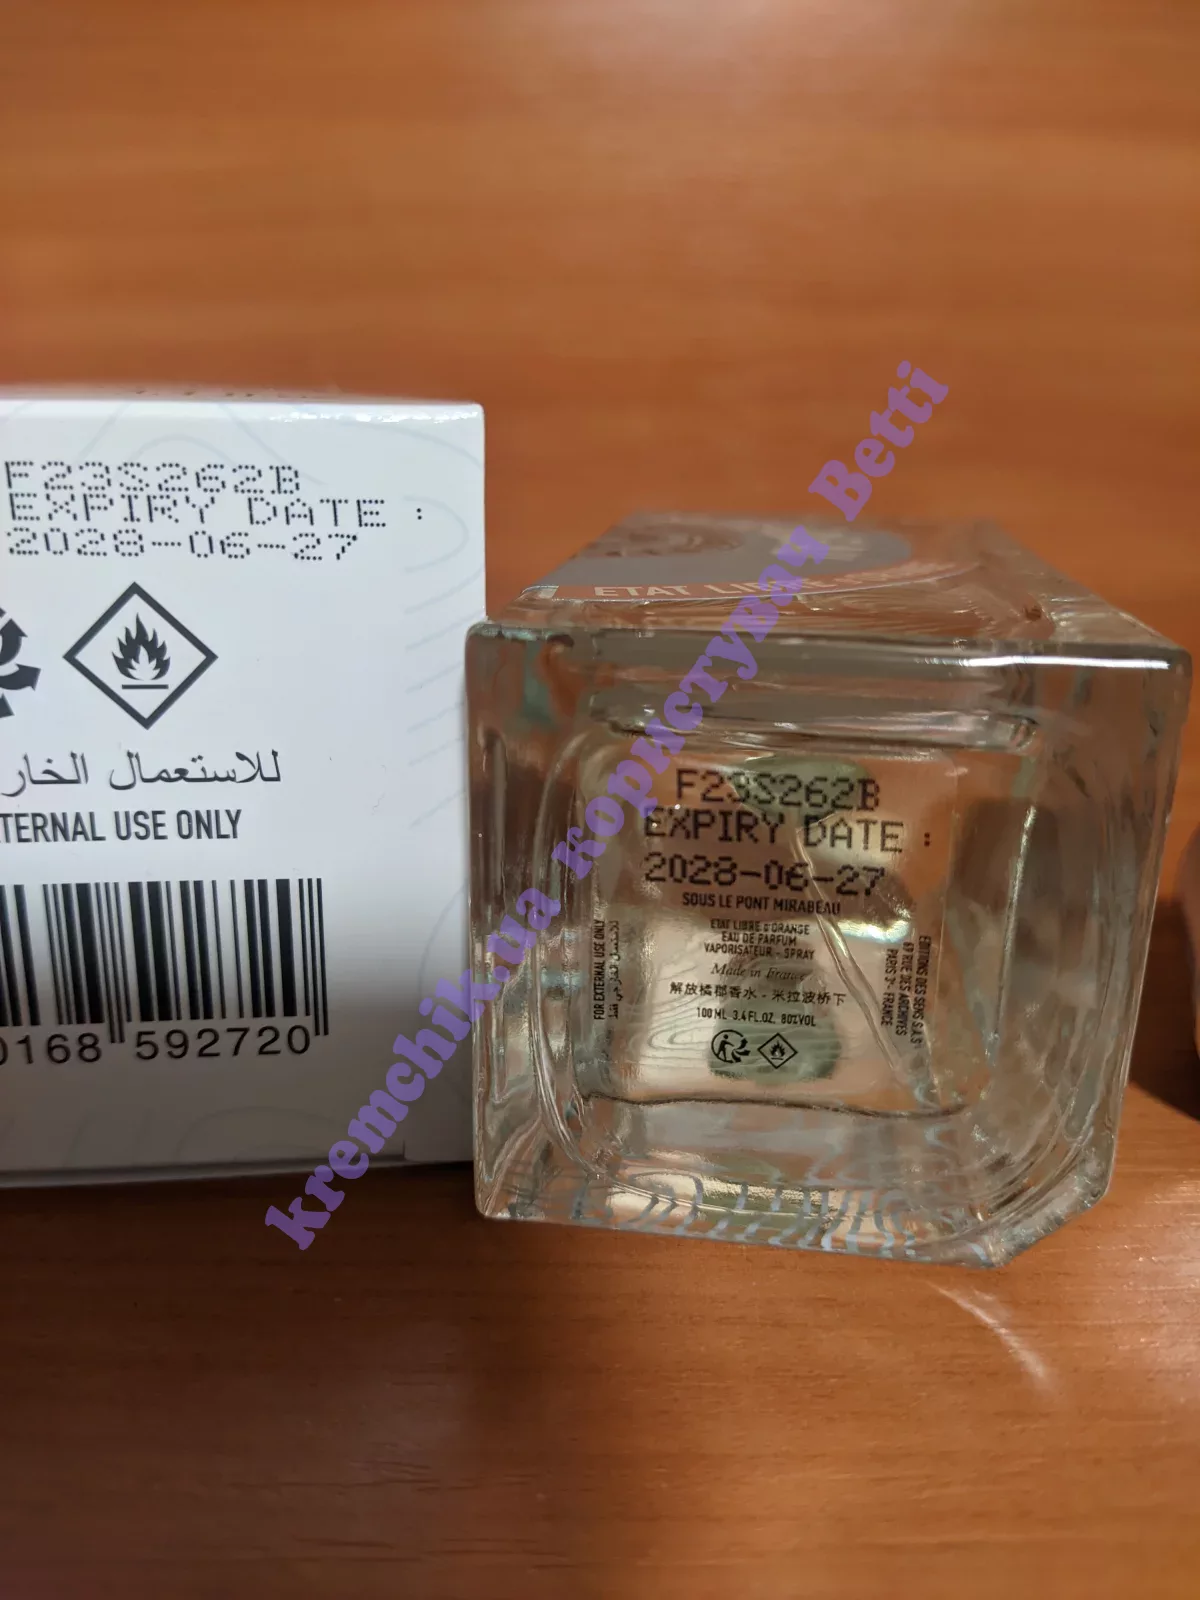 F23S262B
EXPIRY DATE :
2028-06-27
للاستعمال الخار
TERNAL USE ONLY
0168 592720
ETAT LIBRE
F23S262B
EXPIRY DATE :
2028-06-27
SOUS LE PONT MIRABEAU
ETAT LIBRE D'ORANGE
EAU DE PARFUM
VAPORISATEUR - SPRAY
Made in France
解放橘郡香水 - 米拉波桥下
100 ML 3.4 FL.OZ. 80%VOL
FOR EXTERNAL USE ONLY
للاستعمال الخارجي فقط
EDITIONS DES SENS S.A.S
69 RUE DES ARCHIVES
PARIS 3e - FRANCE
kremchik.ua користувач Betti